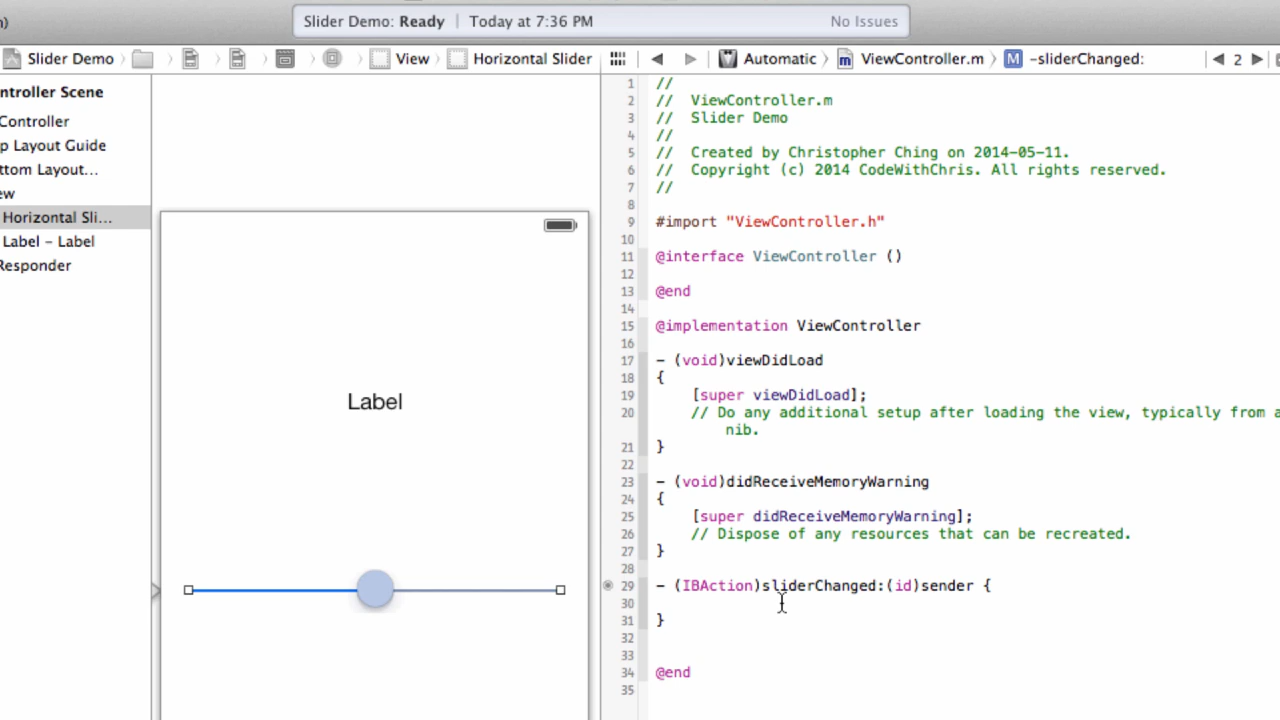 )
Slider Demo: Ready | Today at 7:36 PM
No Issues
Slider Demo
View
Horizontal Slider
Automatic
ViewController.m
M
-sliderChanged:
2
ntroller Scene
Controller
p Layout Guide
ttom Layout...
ew
Horizontal Sli...
Label - Label
Responder
Label
1 //
2 //  ViewController.m
3 //  Slider Demo
4 //
5 //  Created by Christopher Ching on 2014-05-11.
6 //  Copyright (c) 2014 CodeWithChris. All rights reserved.
7 //
8
9 #import "ViewController.h"
10
11 @interface ViewController ()
12
13 @end
14
15 @implementation ViewController
16
17 - (void)viewDidLoad
18 {
19     [super viewDidLoad];
20     // Do any additional setup after loading the view, typically from a
nib.
21 }
22
23 - (void)didReceiveMemoryWarning
24 {
25     [super didReceiveMemoryWarning];
26     // Dispose of any resources that can be recreated.
27 }
28
29 - (IBAction)sliderChanged:(id)sender {
30
31 }
32
33
34 @end
35